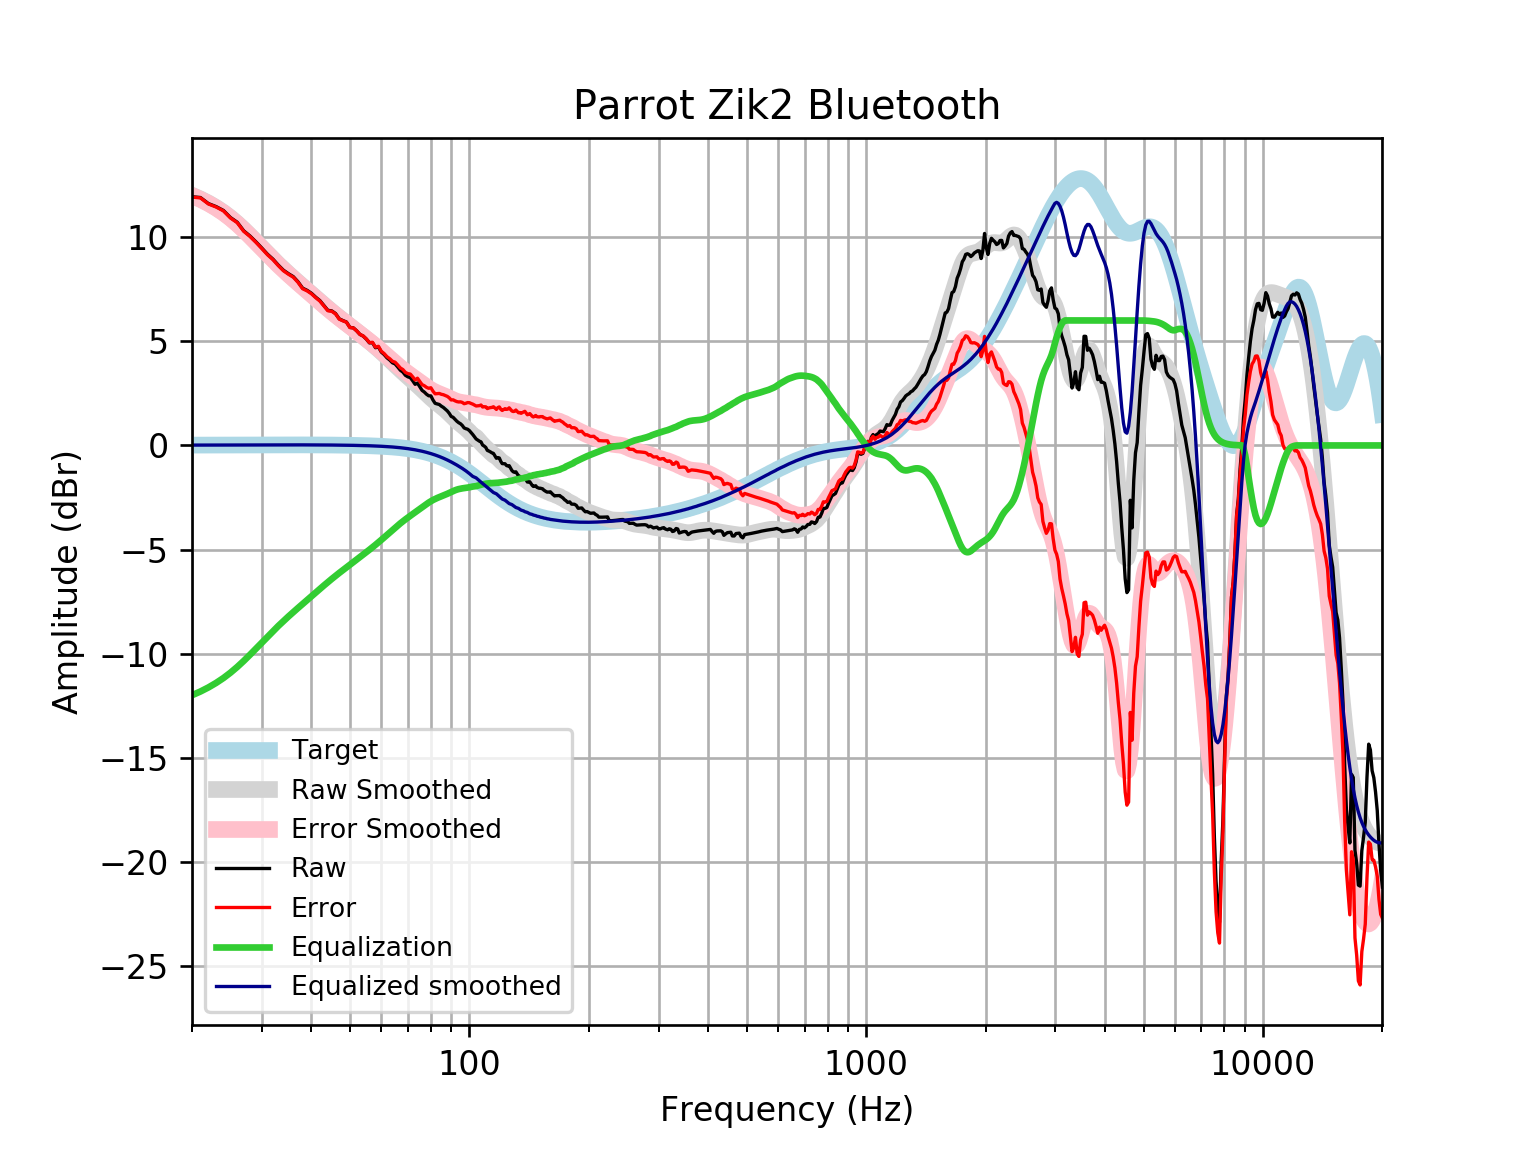 Parrot Zik2 Bluetooth
10
5
0
−5
−10
−15
−20
−25
Amplitude (dBr)
Target
Raw Smoothed
Error Smoothed
Raw
Error
Equalization
Equalized smoothed
100
1000
10000
Frequency (Hz)